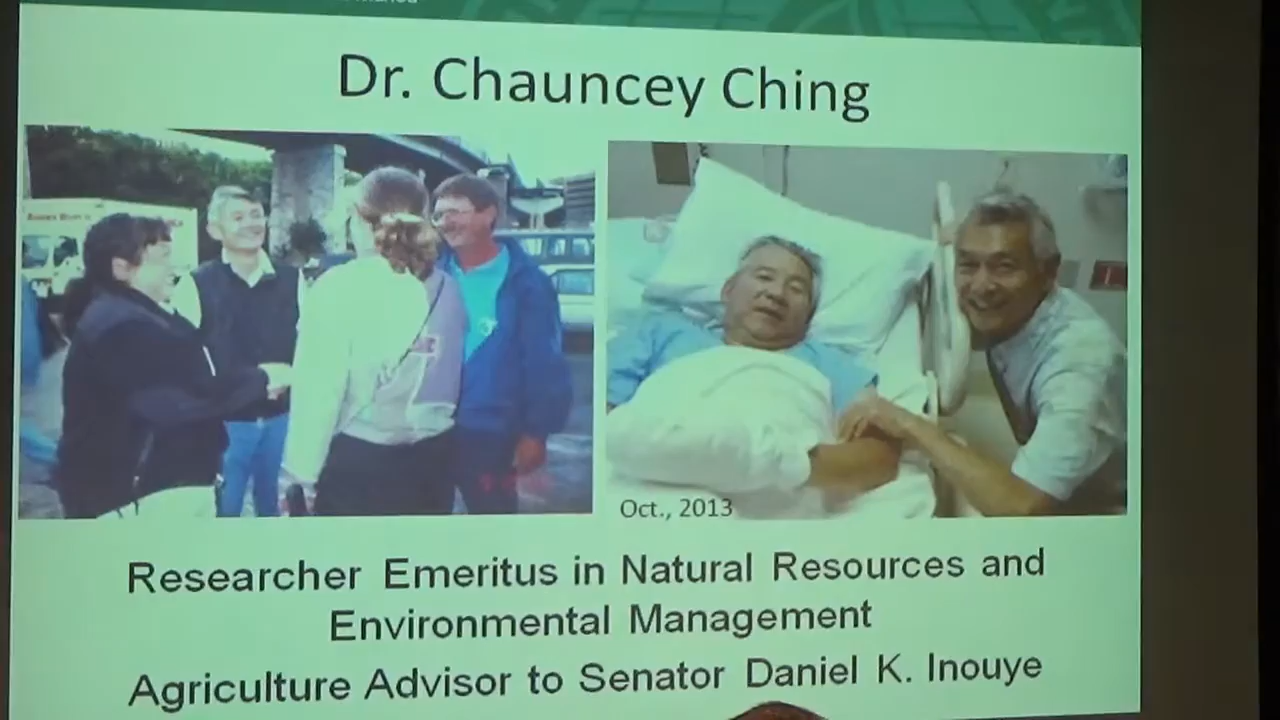 Dr. Chauncey Ching
Oct., 2013
Researcher Emeritus in Natural Resources and
Environmental Management
Agriculture Advisor to Senator Daniel K. Inouye